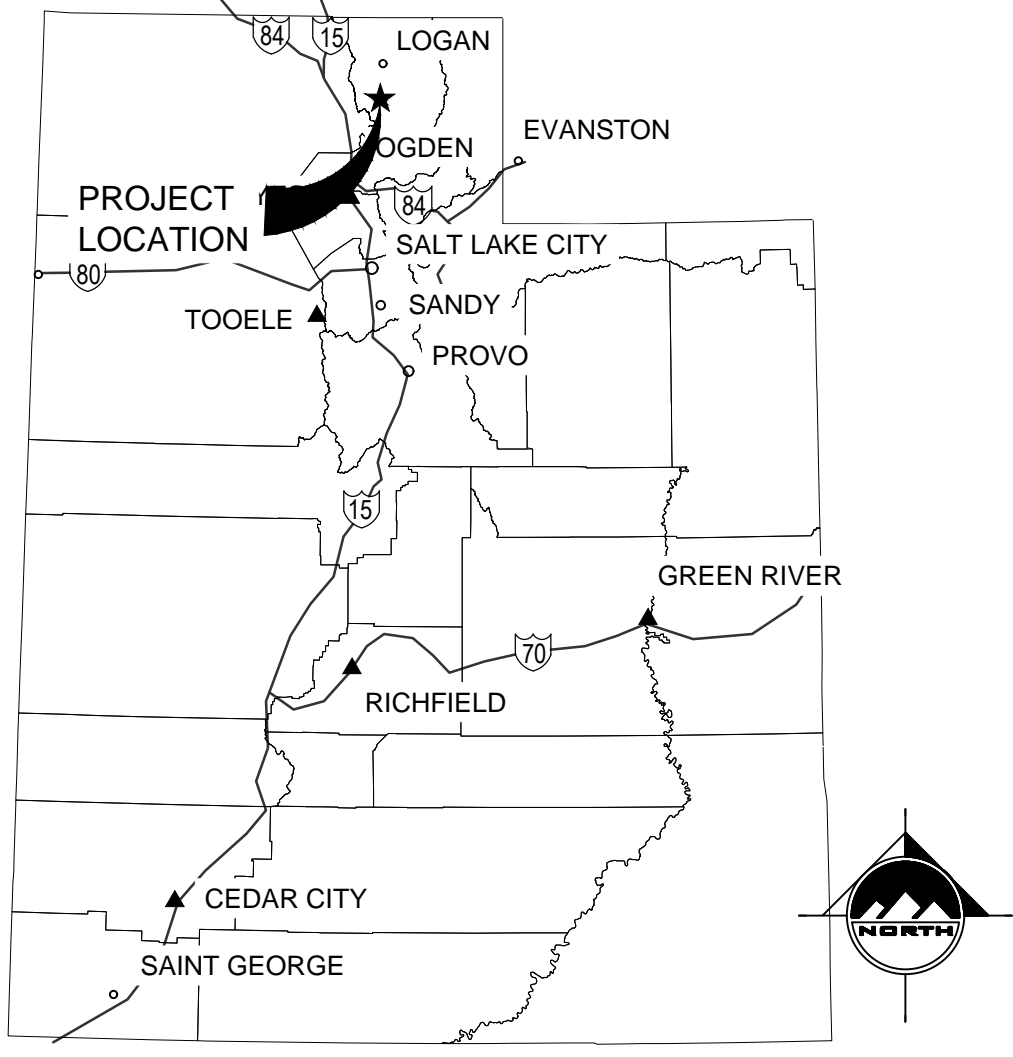 84
15
LOGAN
EVANSTON
OGDEN
PROJECT
LOCATION
84
SALT LAKE CITY
80
SANDY
TOOELE
PROVO
15
GREEN RIVER
70
RICHFIELD
CEDAR CITY
NORTH
SAINT GEORGE